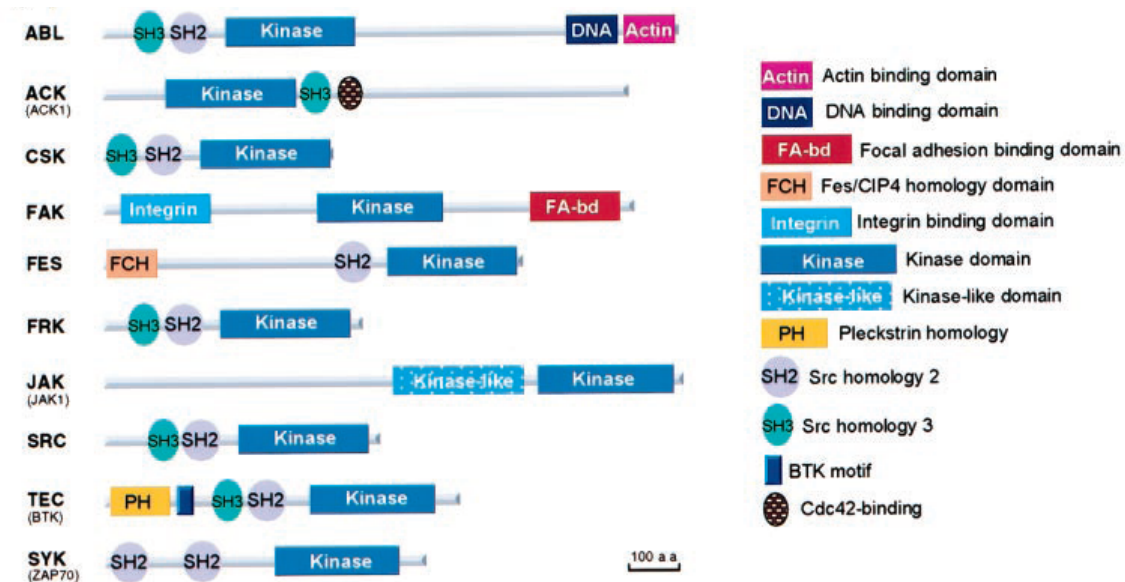 ABL SH3 SH2 Kinase DNA Actin
ACK Kinase SH3
(ACK1)
CSK SH3 SH2 Kinase
FAK Integrin Kinase FA-bd
FES FCH SH2 Kinase
FRK SH3 SH2 Kinase
JAK Kinase-like Kinase
(JAK1)
SRC SH3 SH2 Kinase
TEC PH SH3 SH2 Kinase
(BTK)
SYK SH2 SH2 Kinase
(ZAP70)
100 a a
Actin Actin binding domain
DNA DNA binding domain
FA-bd Focal adhesion binding domain
FCH Fes/CIP4 homology domain
Integrin Integrin binding domain
Kinase Kinase domain
Kinase-like Kinase-like domain
PH Pleckstrin homology
SH2 Src homology 2
SH3 Src homology 3
BTK motif
Cdc42-binding